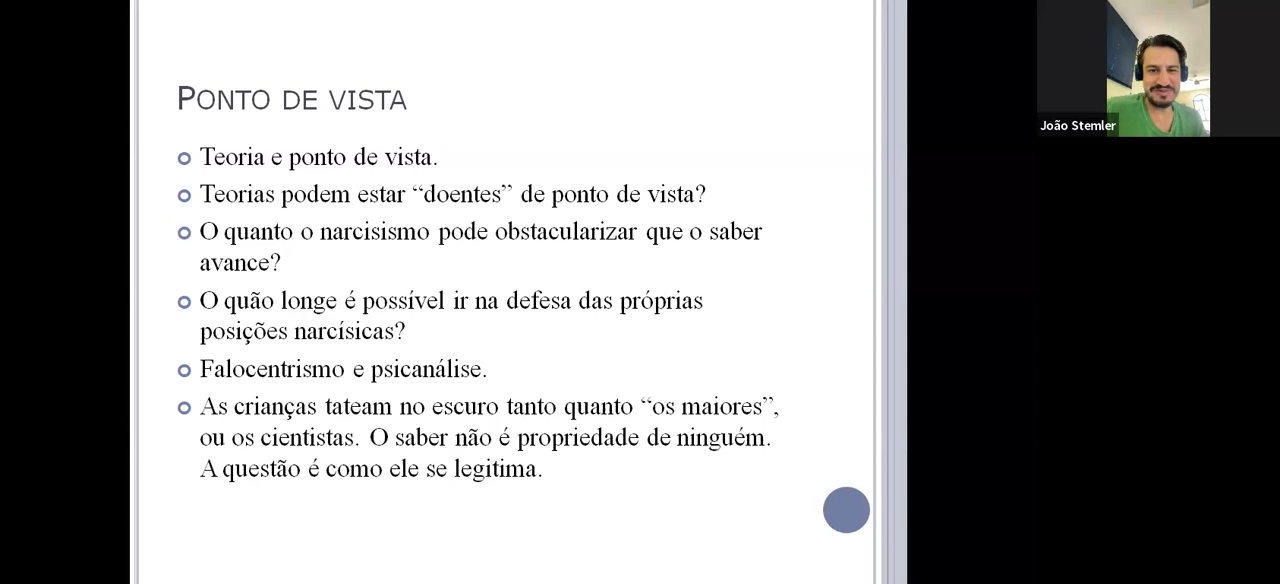 PONTO DE VISTA
Teoria e ponto de vista.
Teorias podem estar “doentes” de ponto de vista?
O quanto o narcisismo pode obstacularizar que o saber
avance?
O quão longe é possível ir na defesa das próprias
posições narcísicas?
Falocentrismo e psicanálise.
As crianças tateam no escuro tanto quanto “os maiores”,
ou os cientistas. O saber não é propriedade de ninguém.
A questão é como ele se legitima.
João Stemler